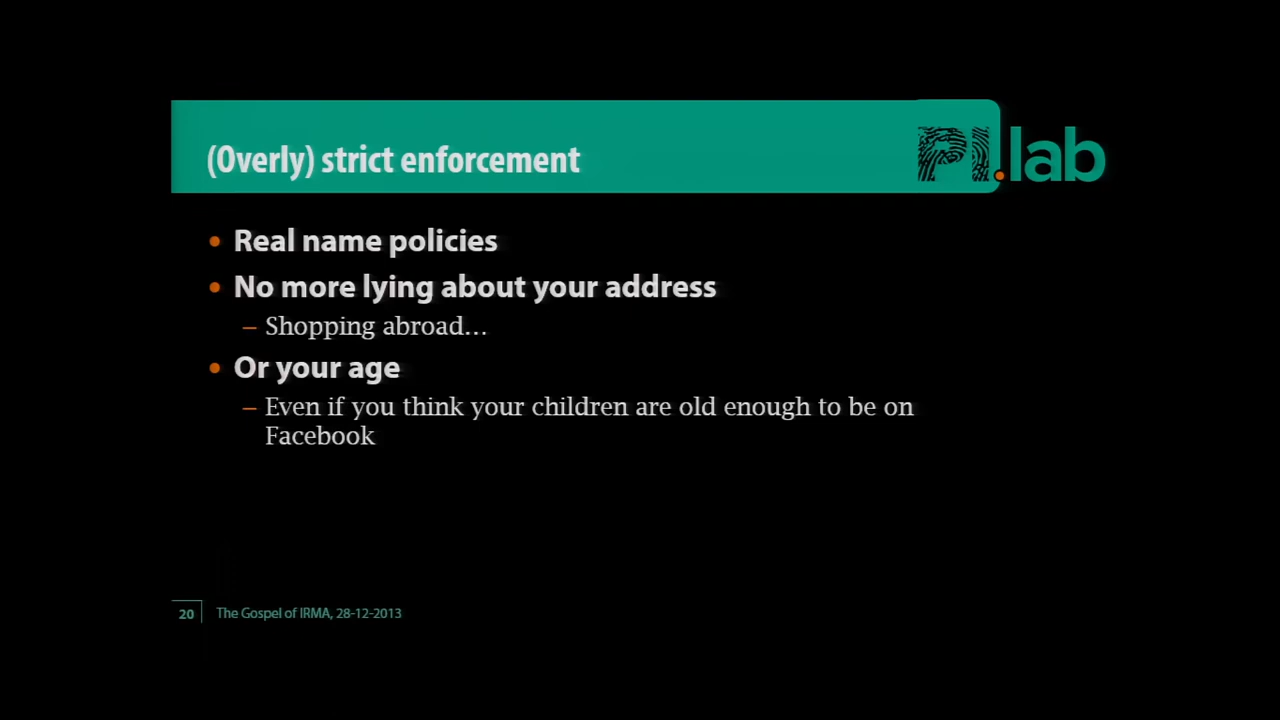 (Overly) strict enforcement
PI.lab
• Real name policies
• No more lying about your address
– Shopping abroad...
• Or your age
– Even if you think your children are old enough to be on
Facebook
20 The Gospel of IRMA, 28-12-2013